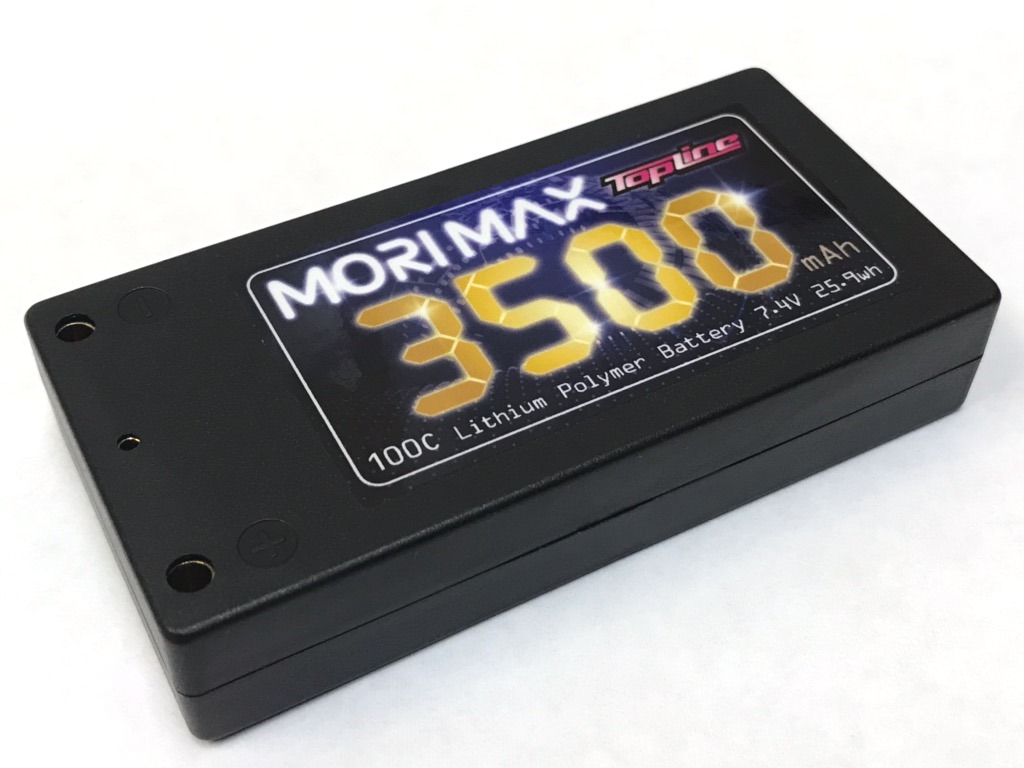 Topline
MORI MAX
3500 mAh
100C Lithium Polymer Battery 7.4V 25.9wh
−
+